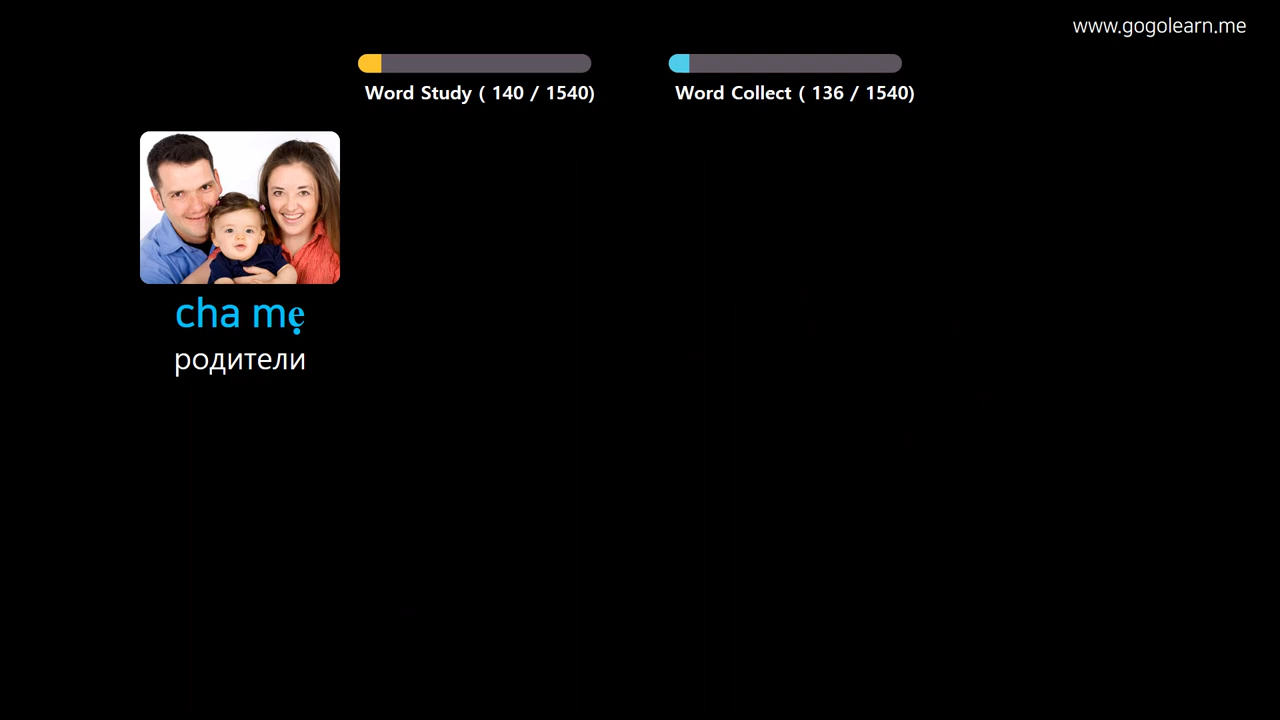 www.gogolearn.me
Word Study ( 140 / 1540)
Word Collect ( 136 / 1540)
cha mẹ
родители